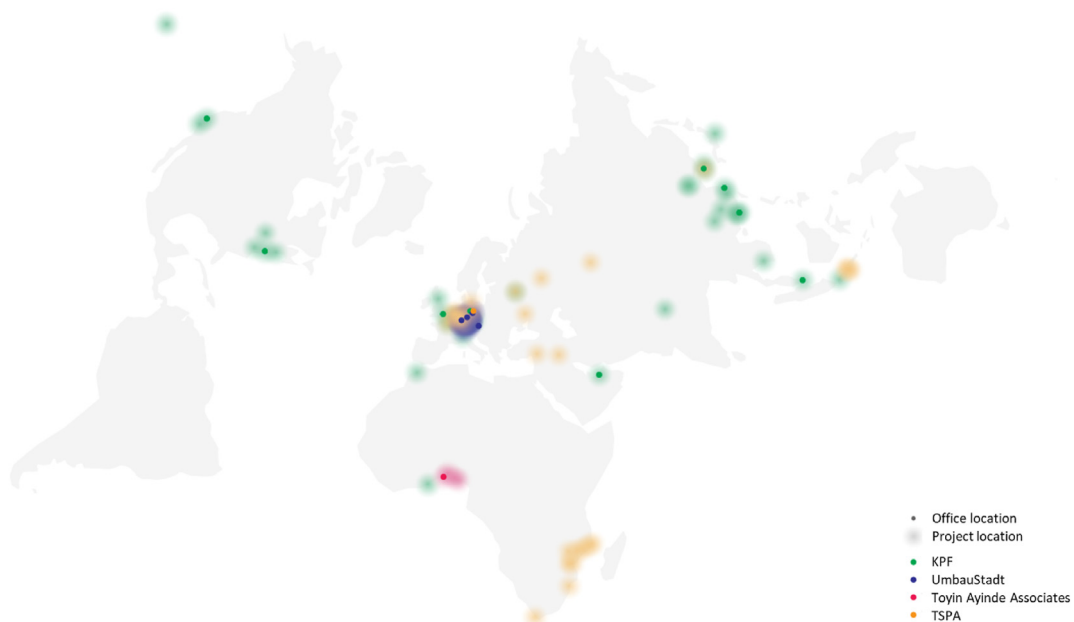 Office location
Project location
KPF
UmbauStadt
Toyin Ayinde Associates
TSPA